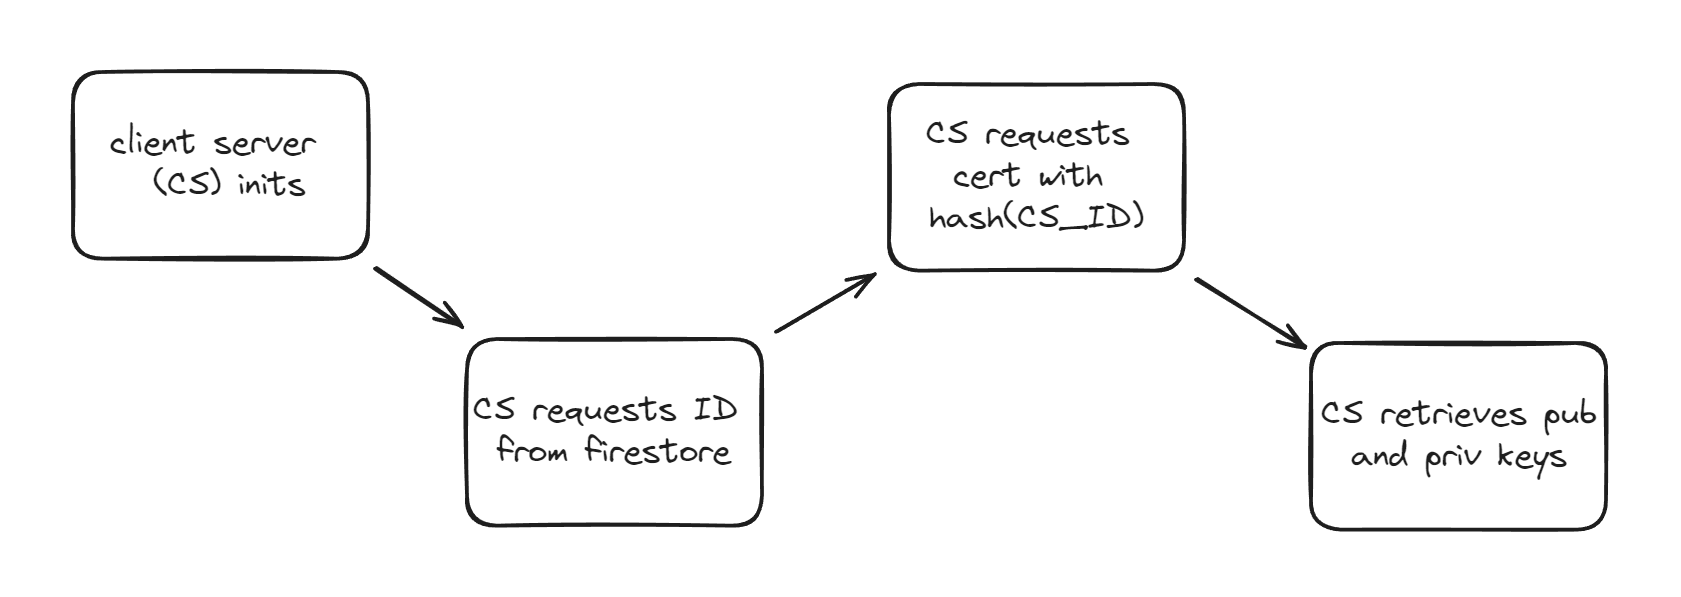 client server
(CS) inits
CS requests ID
from firestore
CS requests
cert with
hash(CS_ID)
CS retrieves pub
and priv keys